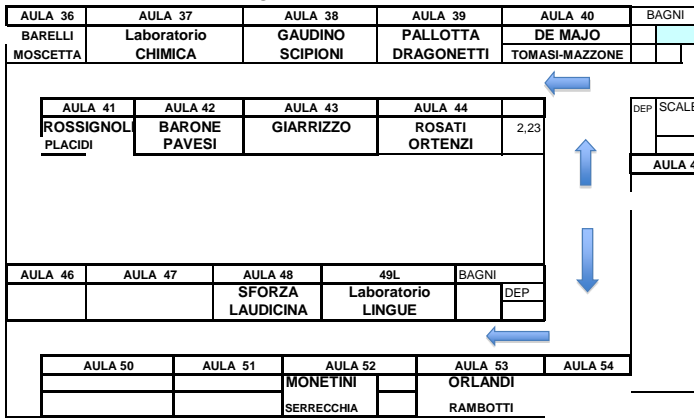 AULA 36 AULA 37 AULA 38 AULA 39 AULA 40 BAGNI
BARELLI Laboratorio GAUDINO PALLOTTA DE MAJO
MOSCETTA CHIMICA SCIPIONI DRAGONETTI TOMASI-MAZZONE
AULA 41 AULA 42 AULA 43 AULA 44 DEP SCALE
ROSSIGNOLI BARONE GIARRIZZO ROSATI 2,23
PLACIDI PAVESI ORTENZI
AULA 4
AULA 46 AULA 47 AULA 48 49L BAGNI
SFORZA Laboratorio DEP
LAUDICINA LINGUE
AULA 50 AULA 51 AULA 52 AULA 53 AULA 54
MONETINI ORLANDI
SERRECCHIA RAMBOTTI